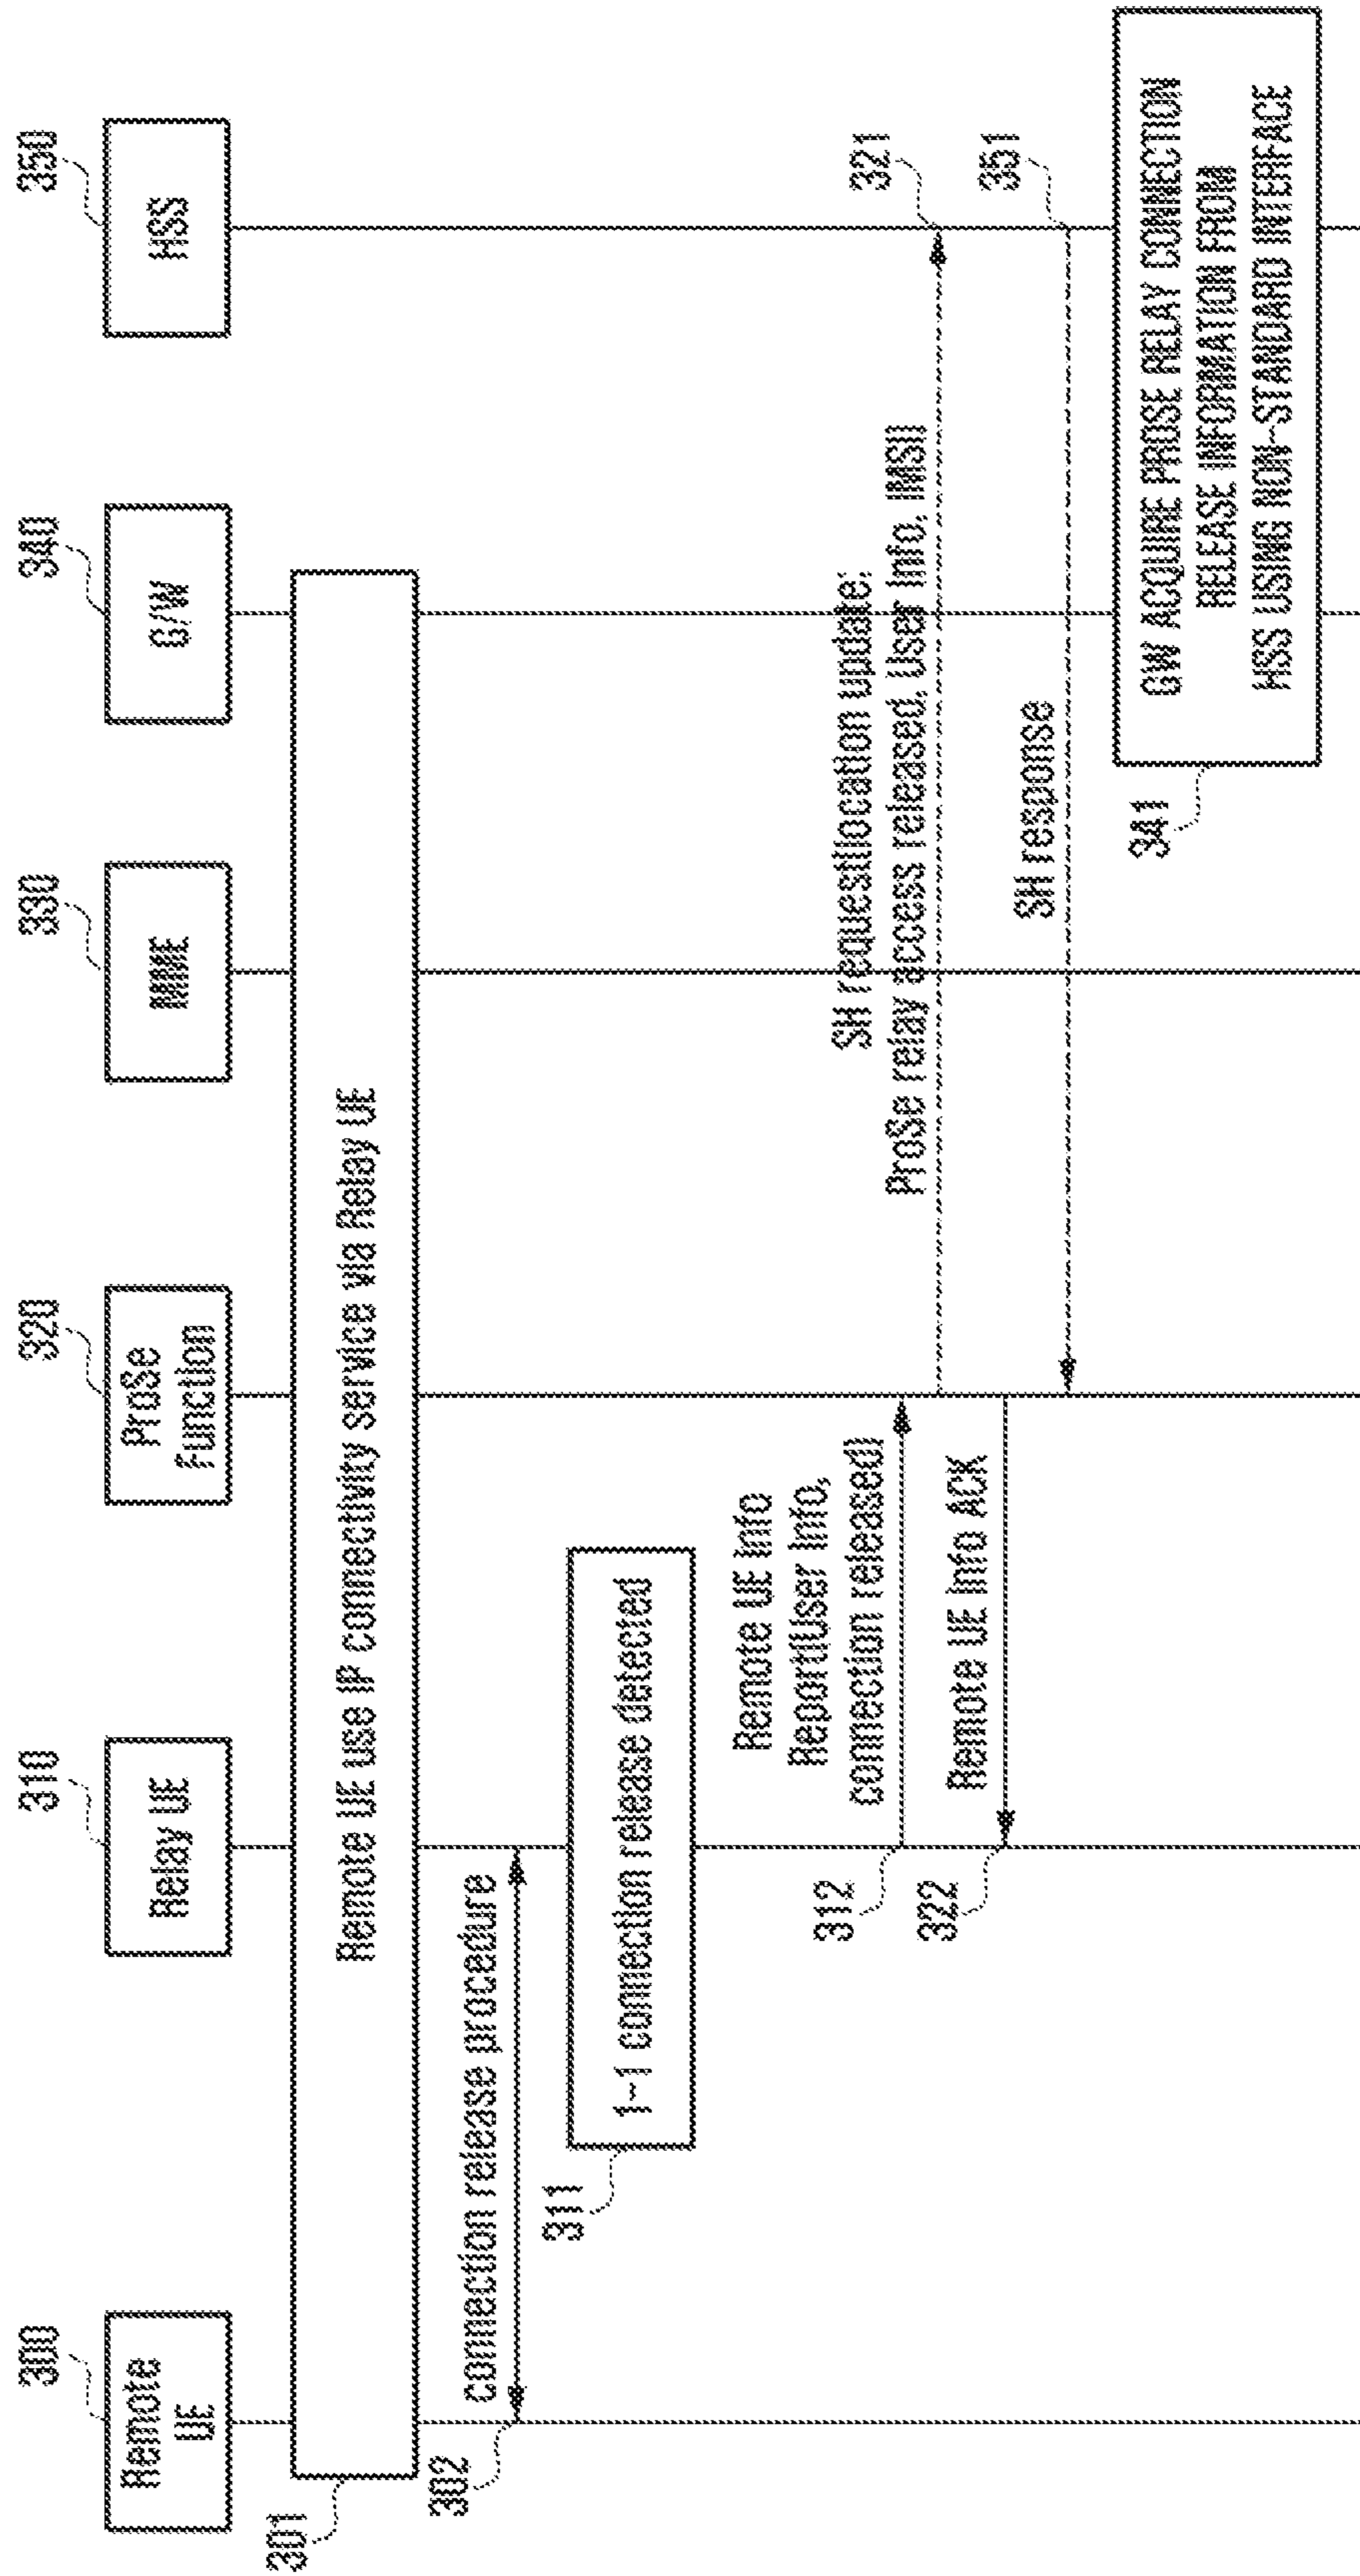 300
310
320
330
340
350
Remote
UE
Relay UE
ProSe
Function
MME
G/W
HSS
301
Remote UE use IP connectivity service via Relay UE
connection release procedure
302
311
1-1 connection release detected
Remote UE Info
Report(User Info,
connection released)
312
SH request(location update:
ProSe relay access released, User Info, IMSI)
321
Remote UE Info ACK
322
SH response
351
341
GW ACQUIRE PROSE RELAY CONNECTION
RELEASE INFORMATION FROM
HSS USING NON-STANDARD INTERFACE